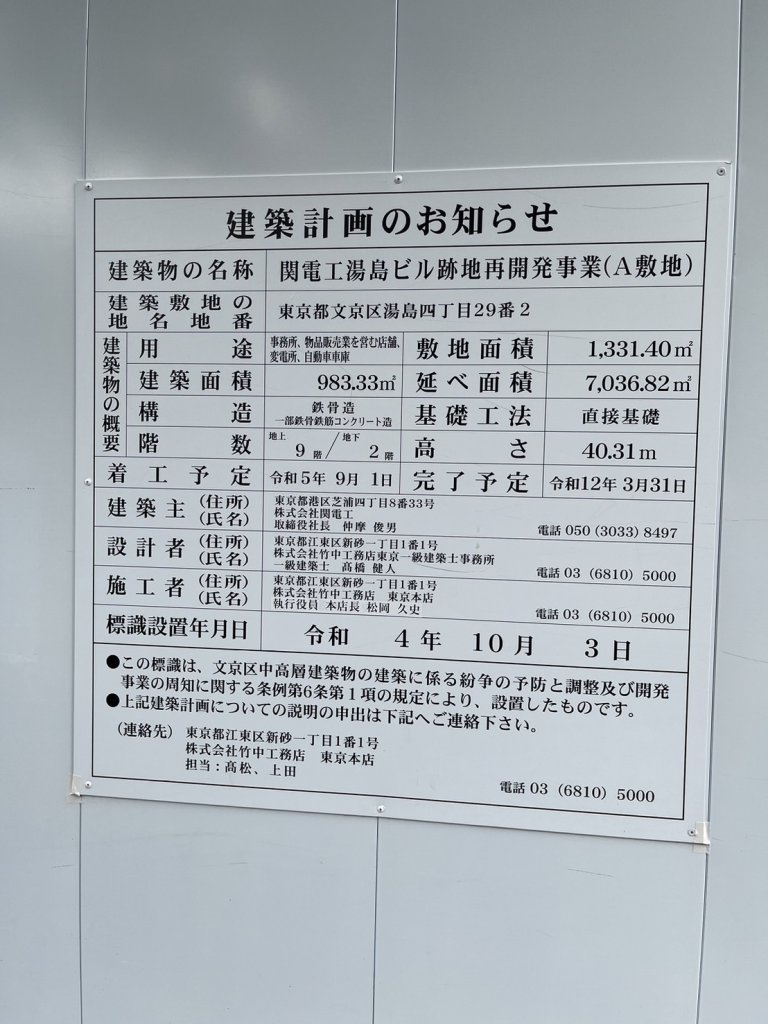 建築計画のお知らせ
建築物の名称 関電工湯島ビル跡地再開発事業(A敷地)
建築敷地の地名地番 東京都文京区湯島四丁目29番2
建築物の概要
用途 事務所、物品販売業を営む店舗、変電所、自動車車庫 敷地面積 1,331.40㎡
建築面積 983.33㎡ 延べ面積 7,036.82㎡
構造 鉄骨造 一部鉄骨鉄筋コンクリート造 基礎工法 直接基礎
階数 地上 9階/地下 2階 高さ 40.31m
着工予定 令和5年 9月 1日 完了予定 令和12年 3月31日
建築主 (住所)(氏名)
東京都港区芝浦四丁目8番33号
株式会社関電工
取締役社長 仲摩 俊男 電話 050(3033)8497
設計者 (住所)(氏名)
東京都江東区新砂一丁目1番1号
株式会社竹中工務店東京一級建築士事務所
一級建築士 髙橋 健人 電話 03(6810)5000
施工者 (住所)(氏名)
東京都江東区新砂一丁目1番1号
株式会社竹中工務店 東京本店
執行役員 本店長 松岡 久史 電話 03(6810)5000
標識設置年月日 令和 4年 10月 3日
●この標識は、文京区中高層建築物の建築に係る紛争の予防と調整及び開発
事業の周知に関する条例第6条第1項の規定により、設置したものです。
●上記建築計画についての説明の申出は下記へご連絡下さい。
(連絡先) 東京都江東区新砂一丁目1番1号
株式会社竹中工務店 東京本店
担当:髙松、上田
電話 03(6810)5000